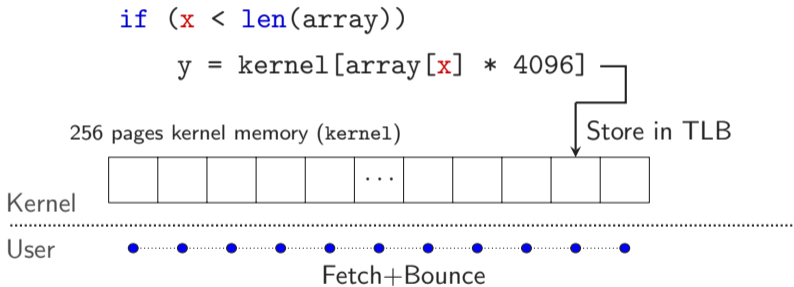 if (x < len(array))
y = kernel[array[x] * 4096]
256 pages kernel memory (kernel)
Store in TLB
...
Kernel
User
Fetch+Bounce